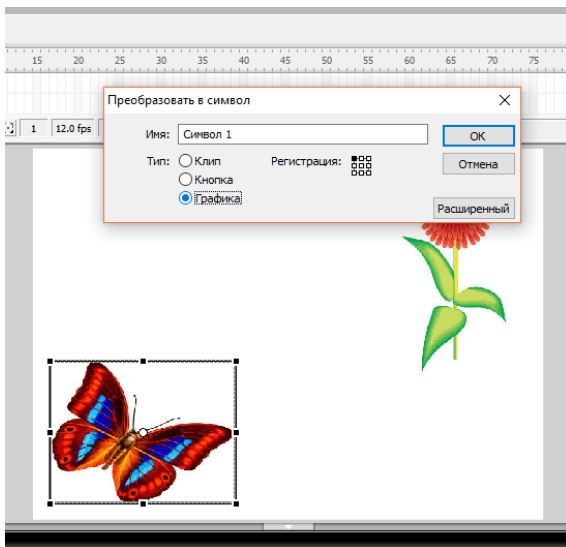 15 20 25 30 35 40 45 50 55 60 65 70 75
Преобразовать в символ
1 12.0 fps
Имя: Символ 1 ОК
Тип: Клип Регистрация: Отмена
Кнопка
Графика Расширенный